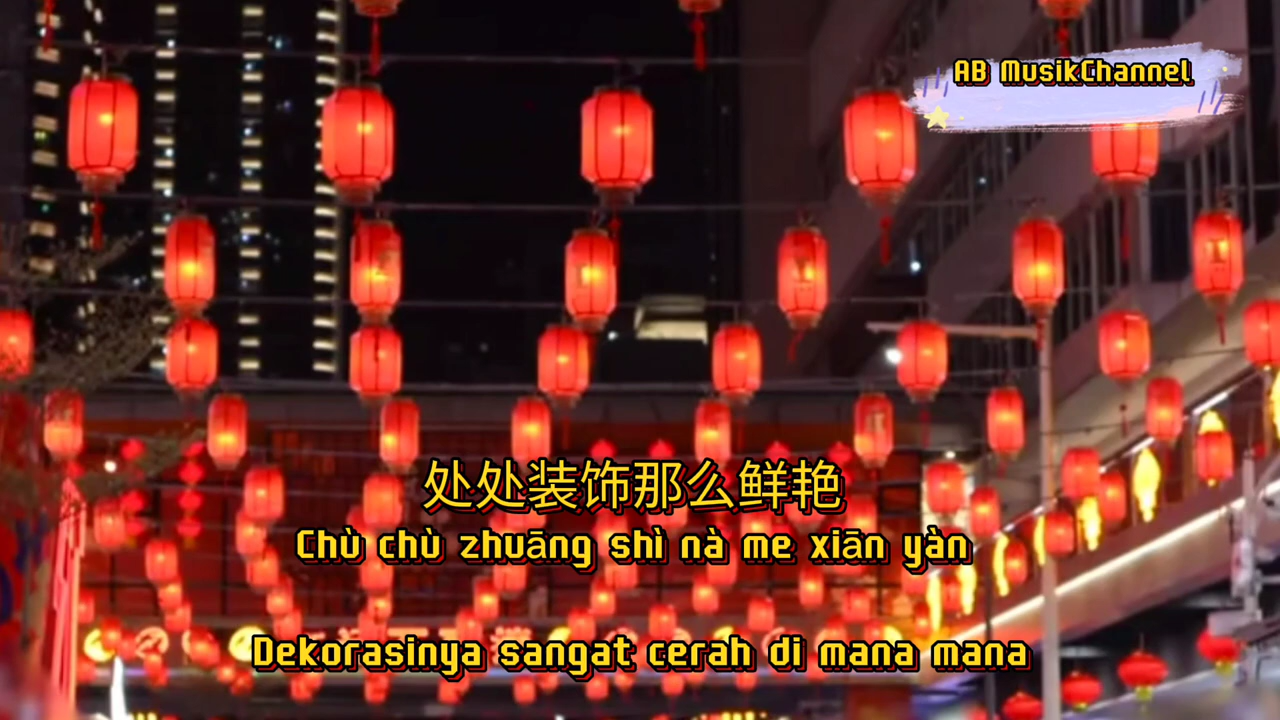 AB MusikChannel
处处装饰那么鲜艳
Chù chù zhuāng shì nà me xiān yàn
Dekorasinya sangat cerah di mana mana